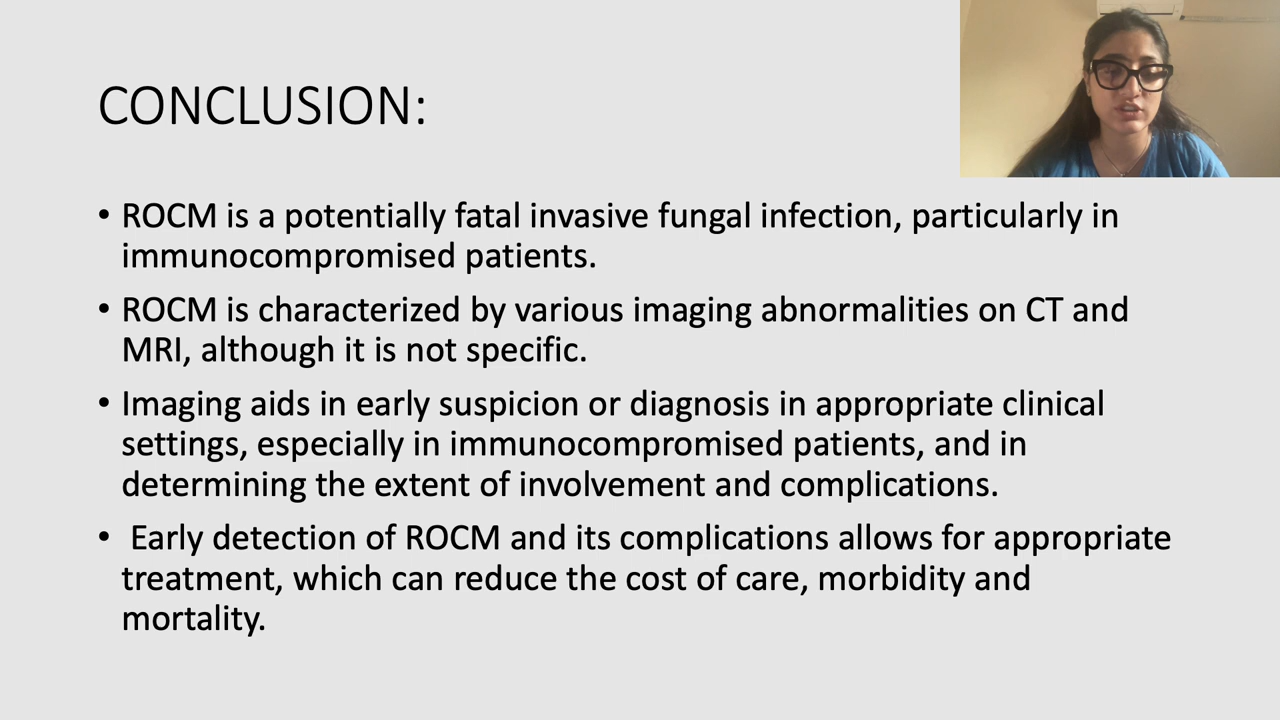 CONCLUSION:
• ROCM is a potentially fatal invasive fungal infection, particularly in
immunocompromised patients.
• ROCM is characterized by various imaging abnormalities on CT and
MRI, although it is not specific.
• Imaging aids in early suspicion or diagnosis in appropriate clinical
settings, especially in immunocompromised patients, and in
determining the extent of involvement and complications.
• Early detection of ROCM and its complications allows for appropriate
treatment, which can reduce the cost of care, morbidity and
mortality.